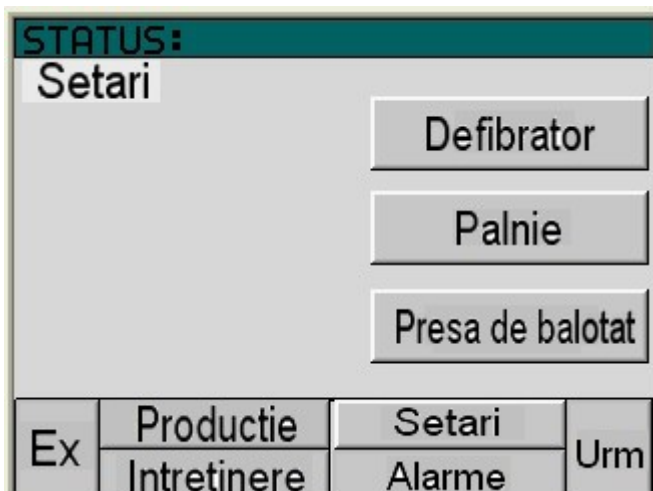 STATUS:
Setari
Defibrator
Palnie
Presa de balotat
Ex
Productie
Setari
Urm
Intretinere
Alarme